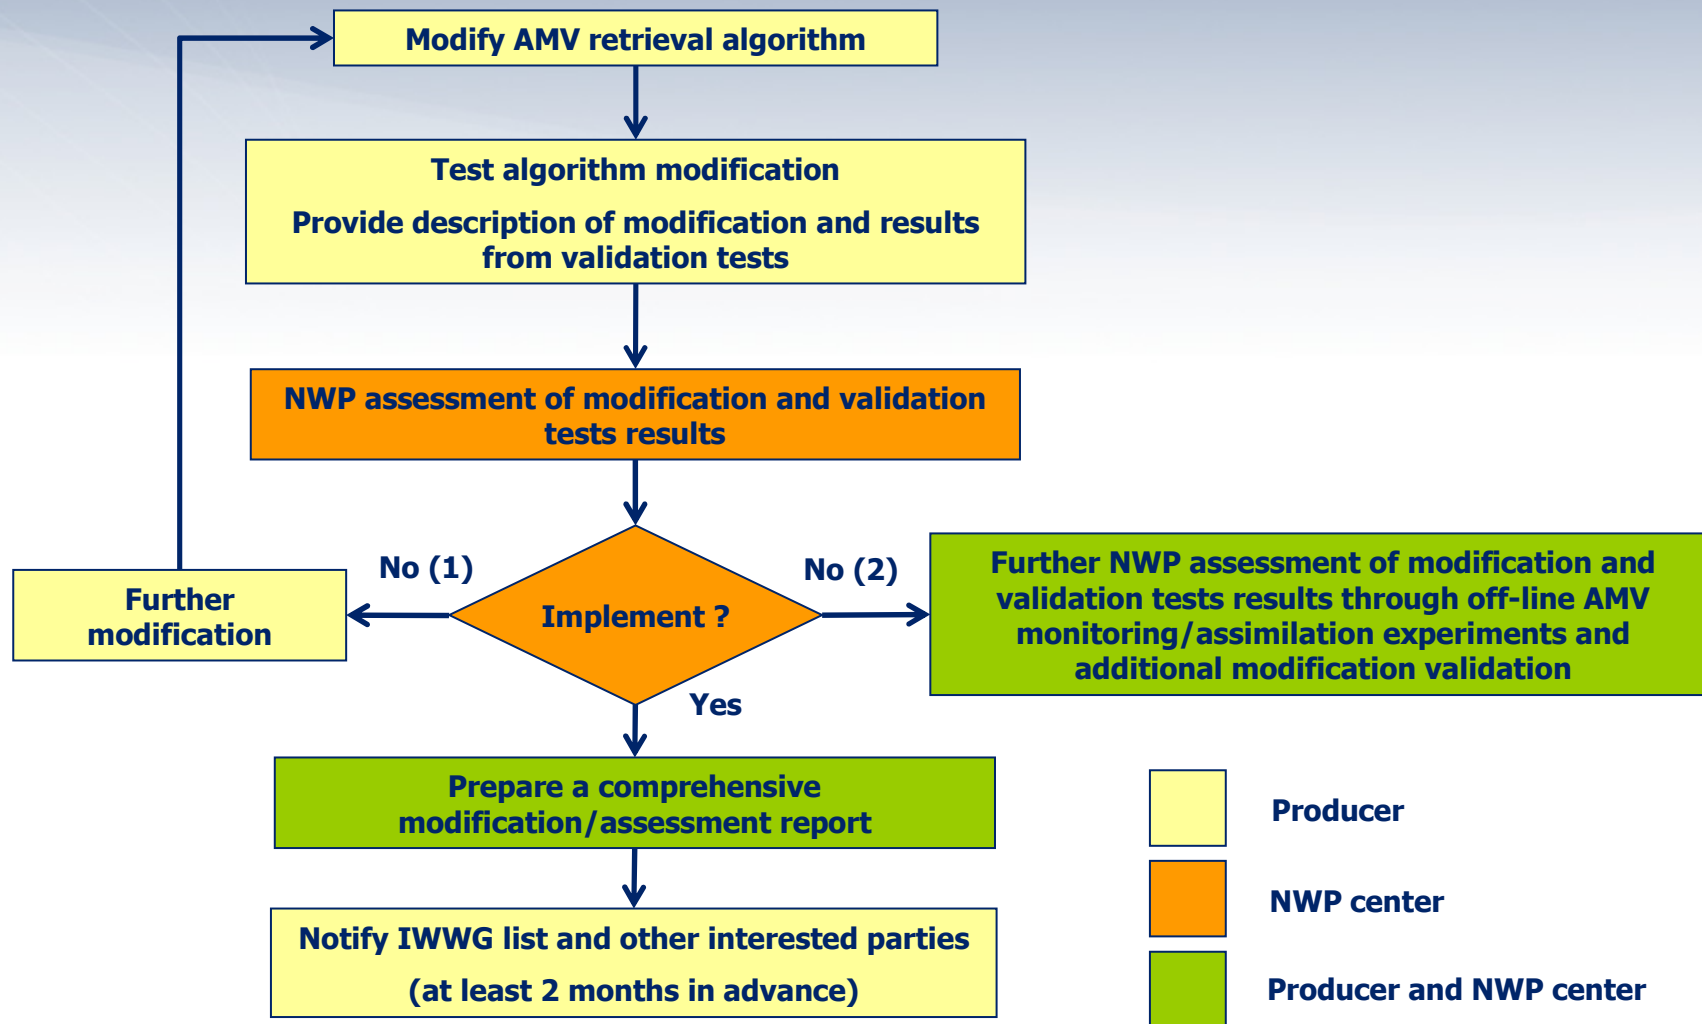 Modify AMV retrieval algorithm
Test algorithm modification
Provide description of modification and results
from validation tests
NWP assessment of modification and validation
tests results
No (1)
No (2)
Further
modification
Implement ?
Further NWP assessment of modification and
validation tests results through off-line AMV
monitoring/assimilation experiments and
additional modification validation
Yes
Prepare a comprehensive
modification/assessment report
Notify IWWG list and other interested parties
(at least 2 months in advance)
Producer
NWP center
Producer and NWP center